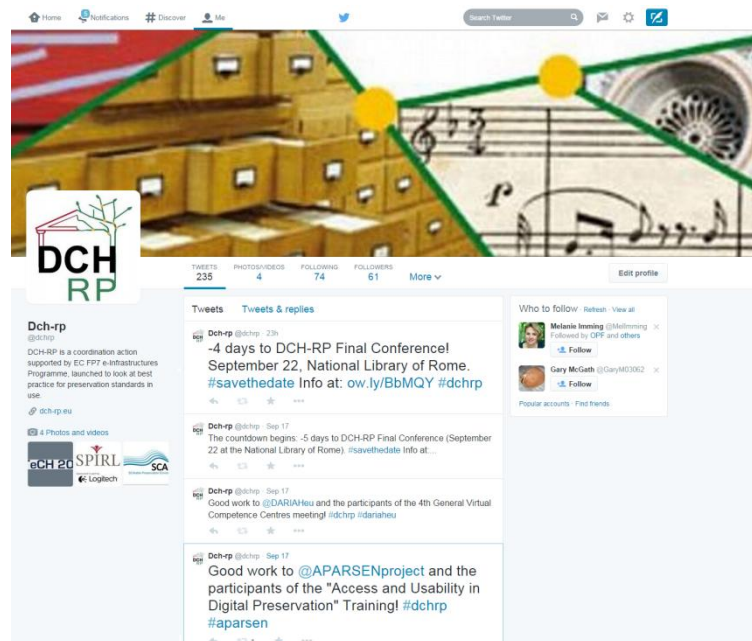 Home
Notifications
# Discover
Me
Search Twitter
DCH
RP
TWEETS
235
PHOTOS/VIDEOS
4
FOLLOWING
74
FOLLOWERS
61
More
Edit profile
Dch-rp
@dchrp
DCH-RP is a coordination action
supported by EC FP7 e-Infrastructures
Programme, launched to look at best
practice for preservation standards in
use.
dch-rp.eu
4 Photos and videos
eCH 20
SPIRL
Logitech
SCA
Tweets Tweets & replies
Dch-rp @dchrp · 23h
-4 days to DCH-RP Final Conference!
September 22, National Library of Rome.
#savethedate Info at: ow.ly/BbMQY #dchrp
Dch-rp @dchrp · Sep 17
The countdown begins: -5 days to DCH-RP Final Conference (September
22 at the National Library of Rome). #savethedate Info at:...
Dch-rp @dchrp · Sep 17
Good work to @DARIAHeu and the participants of the 4th General Virtual
Competence Centres meeting! #dchrp #dariaheu
Dch-rp @dchrp · Sep 17
Good work to @APARSENproject and the
participants of the "Access and Usability in
Digital Preservation" Training! #dchrp
#aparsen
Who to follow · Refresh · View all
Melanie Imming @MelImming
Followed by OPF and others
Follow
Gary McGath @GaryM03062
Follow
Popular accounts · Find friends